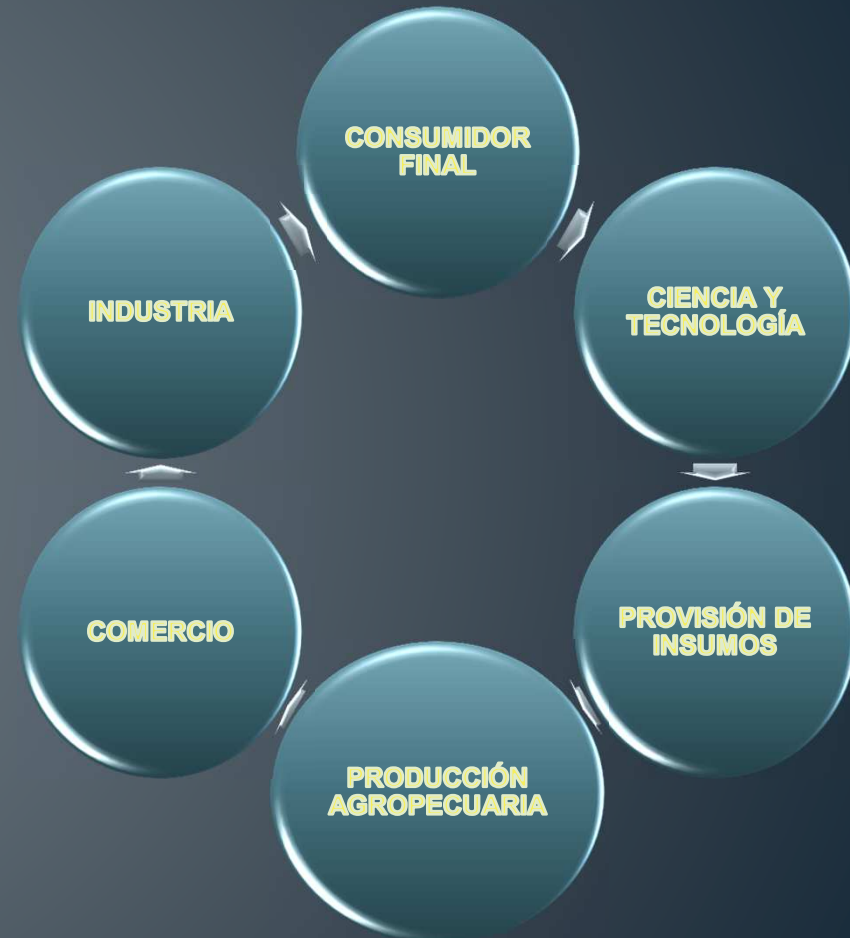 CONSUMIDOR
FINAL
CIENCIA Y
TECNOLOGÍA
PROVISIÓN DE
INSUMOS
PRODUCCIÓN
AGROPECUARIA
COMERCIO
INDUSTRIA